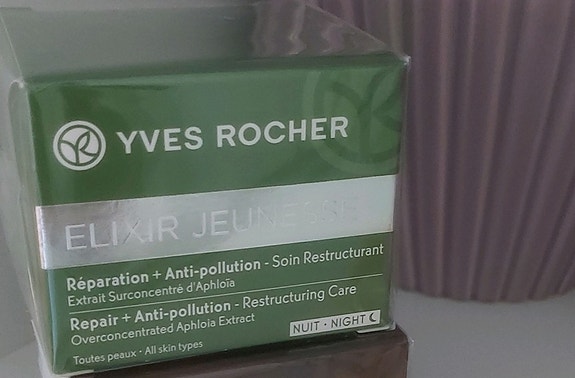 YVES ROCHER
ELIXIR JEUNESSE
Réparation + Anti-pollution - Soin Restructurant
Extrait Surconcentré d'Aphloïa
Repair + Anti-pollution - Restructuring Care
Overconcentrated Aphloia Extract
NUIT • NIGHT
Toutes peaux • All skin types